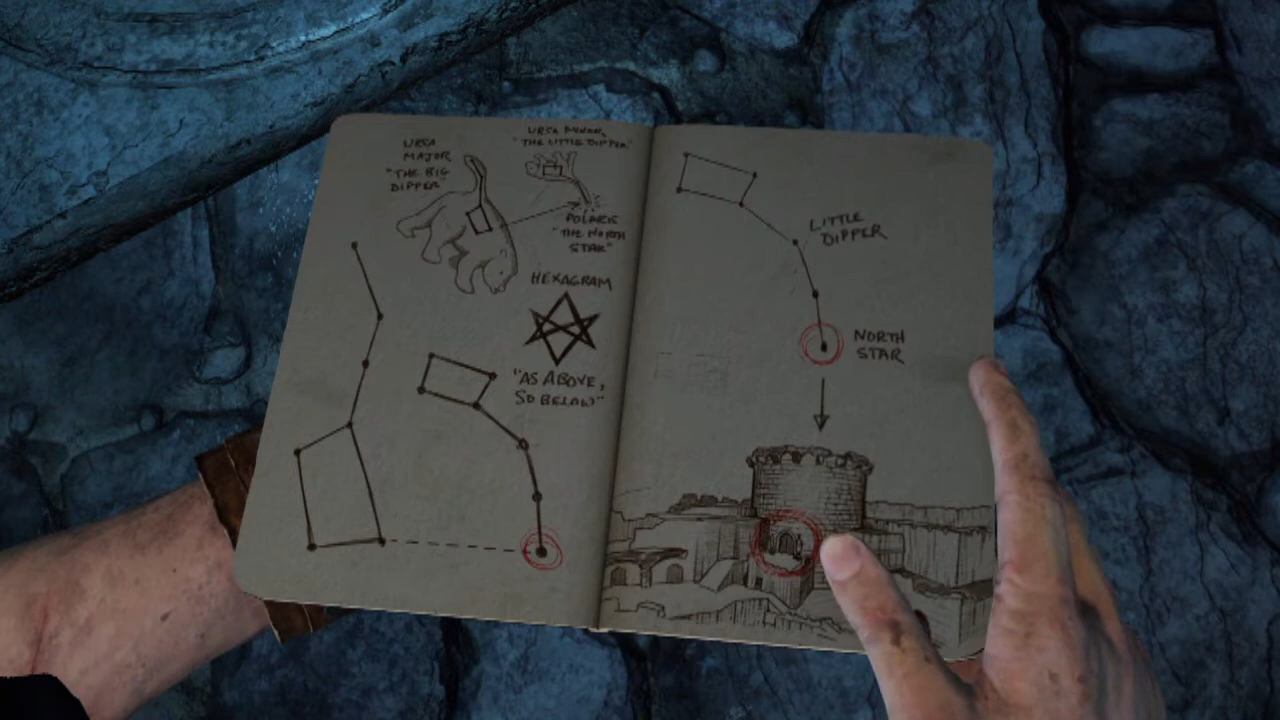 URSA
MAJOR
"THE BIG
DIPPER"
URSA MINOR,
"THE LITTLE DIPPER"
POLARIS
"THE NORTH
STAR"
HEXAGRAM
"AS ABOVE,
SO BELOW"
LITTLE
DIPPER
NORTH
STAR